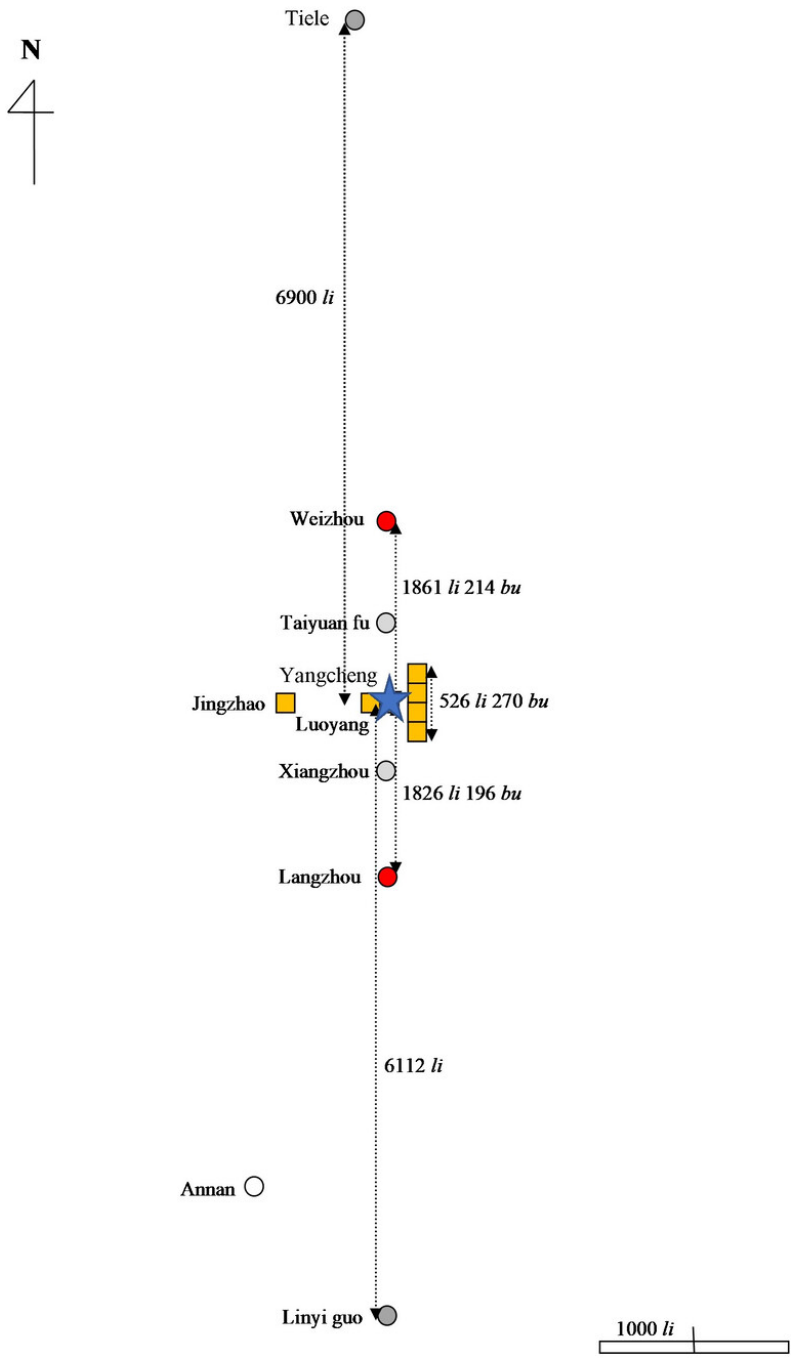 Tiele
N
6900 li
Weizhou
1861 li 214 bu
Taiyuan fu
Yangcheng
Jingzhao
526 li 270 bu
Luoyang
Xiangzhou
1826 li 196 bu
Langzhou
6112 li
Annan
Linyi guo
1000 li